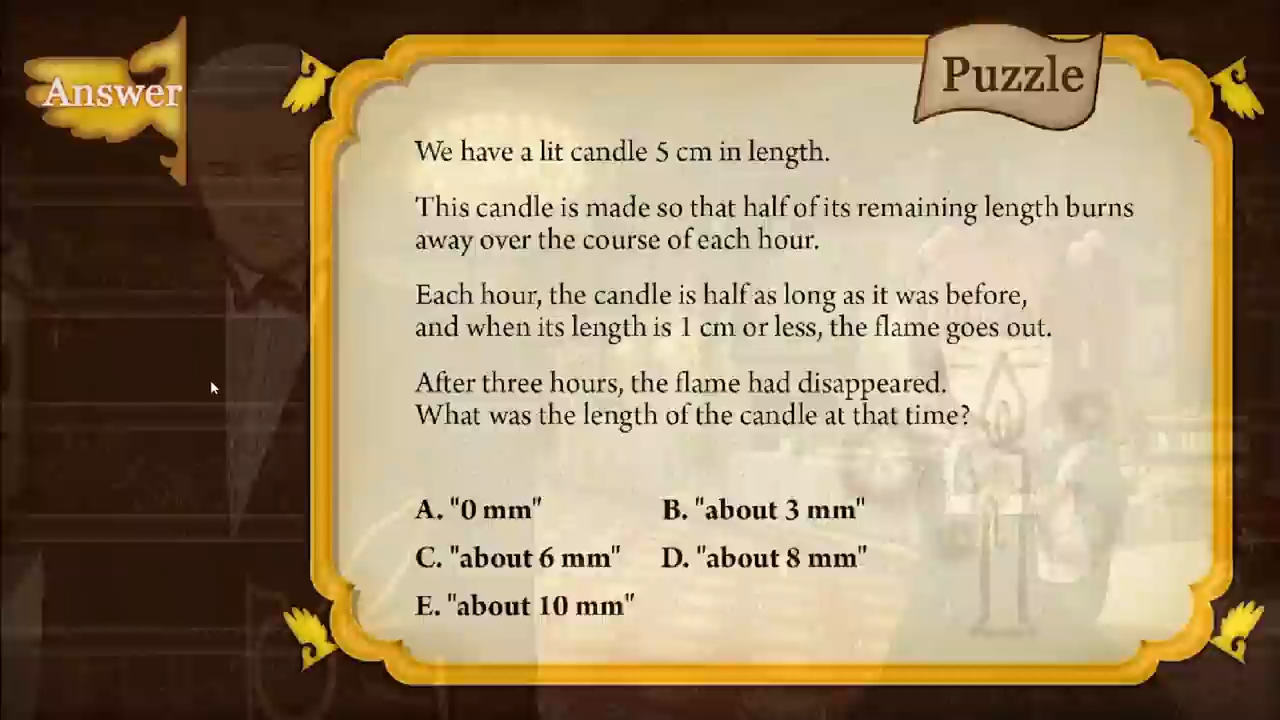 Answer
Puzzle
We have a lit candle 5 cm in length.
This candle is made so that half of its remaining length burns
away over the course of each hour.
Each hour, the candle is half as long as it was before,
and when its length is 1 cm or less, the flame goes out.
After three hours, the flame had disappeared.
What was the length of the candle at that time?
A. "0 mm" B. "about 3 mm"
C. "about 6 mm" D. "about 8 mm"
E. "about 10 mm"